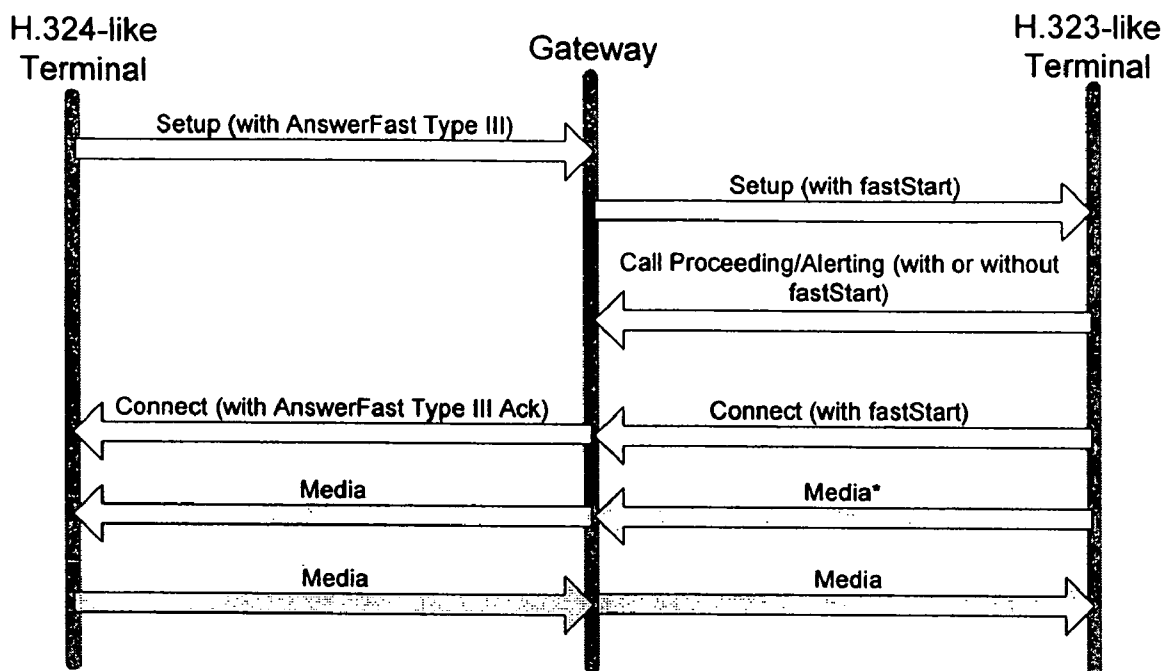 H.324-like
Terminal
Gateway
H.323-like
Terminal
Setup (with AnswerFast Type III)
Setup (with fastStart)
Call Proceeding/Alerting (with or without
fastStart)
Connect (with AnswerFast Type III Ack)
Connect (with fastStart)
Media
Media*
Media
Media